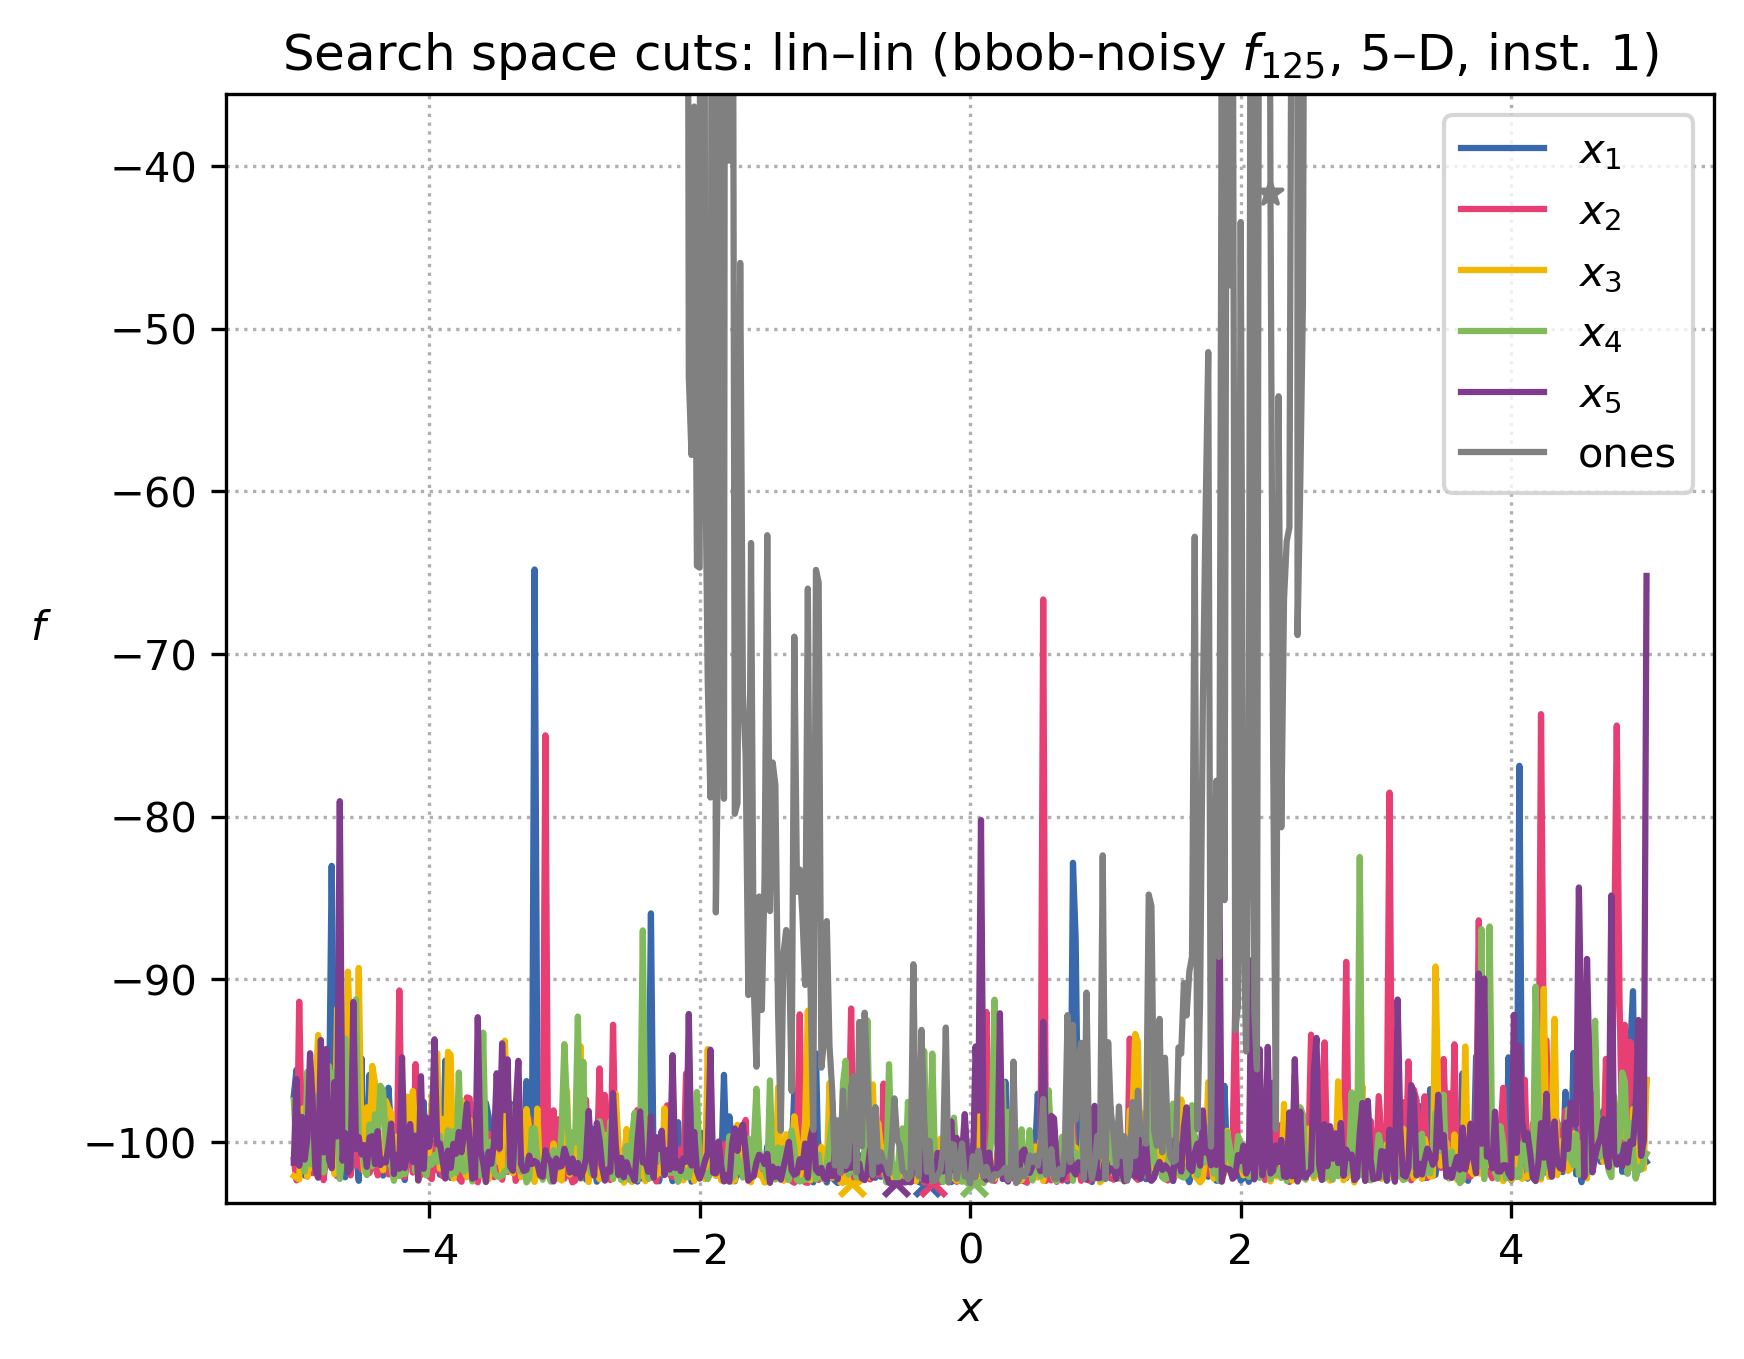 Search space cuts: lin–lin (bbob-noisy f₁₂₅, 5–D, inst. 1)
−40
−50
−60
−70
−80
−90
−100
f
x₁
x₂
x₃
x₄
x₅
ones
−4
−2
0
2
4
x